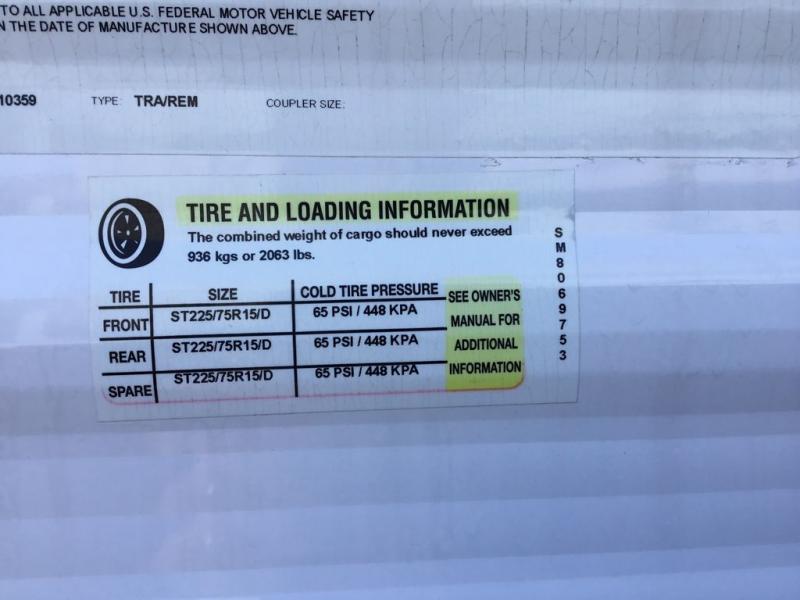 TO ALL APPLICABLE U.S. FEDERAL MOTOR VEHICLE SAFETY
N THE DATE OF MANUFACTURE SHOWN ABOVE.
10359 TYPE: TRA/REM COUPLER SIZE:
TIRE AND LOADING INFORMATION
The combined weight of cargo should never exceed
936 kgs or 2063 lbs.
TIRE SIZE COLD TIRE PRESSURE
FRONT ST225/75R15/D 65 PSI / 448 KPA
REAR ST225/75R15/D 65 PSI / 448 KPA
SPARE ST225/75R15/D 65 PSI / 448 KPA
SEE OWNER'S
MANUAL FOR
ADDITIONAL
INFORMATION
SM8069753